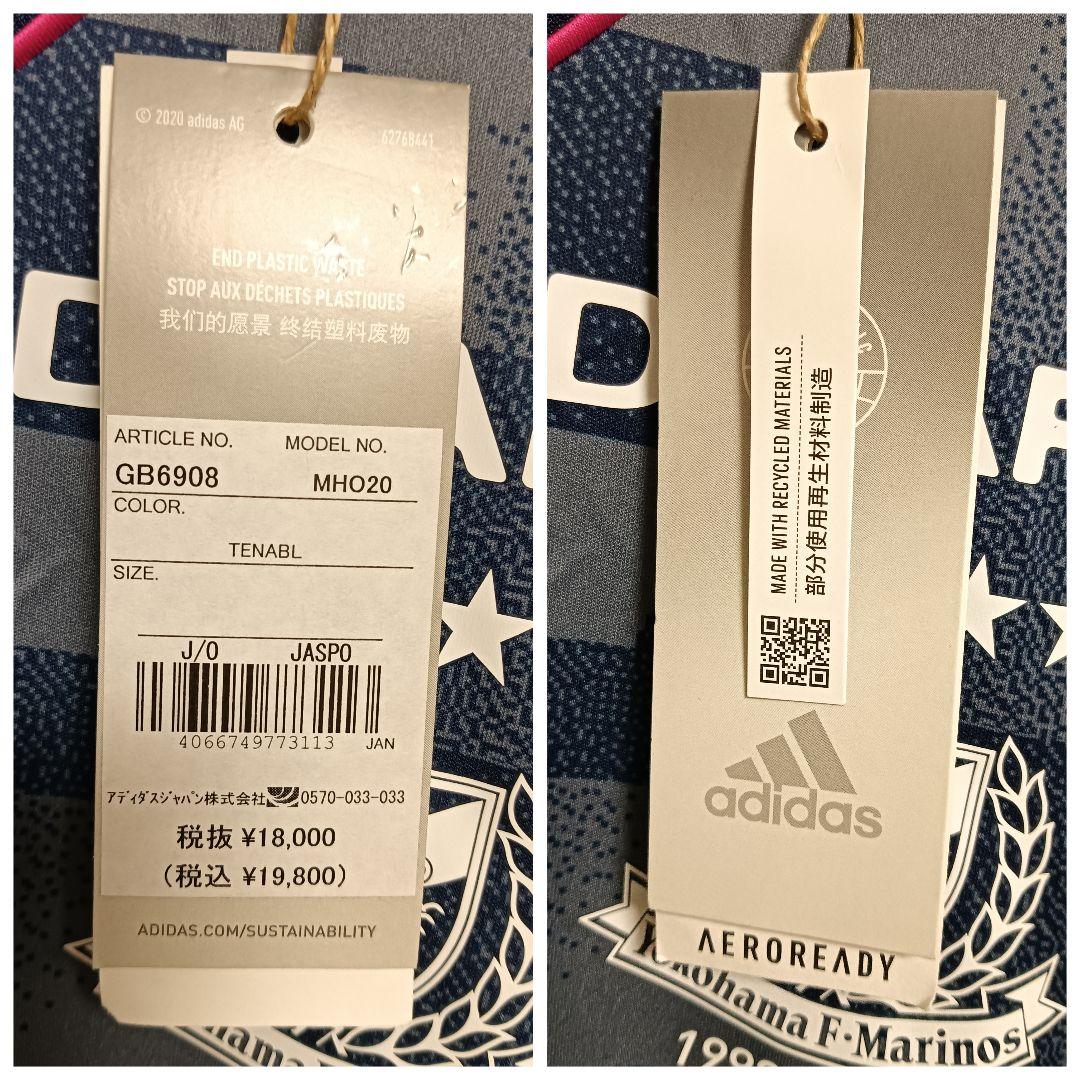 © 2020 adidas AG
6276B441
END PLASTIC WASTE
STOP AUX DÉCHETS PLASTIQUES
我们的愿景 终结塑料废物
ARTICLE NO. MODEL NO.
GB6908 MHO20
COLOR.
TENABL
SIZE.
J/O JASPO
4066749773113 JAN
アディダスジャパン株式会社 0570-033-033
税抜 ¥18,000
(税込 ¥19,800)
ADIDAS.COM/SUSTAINABILITY
MADE WITH RECYCLED MATERIALS
部分使用再生材料制造
adidas
AEROREADY
Yokohama F·Marinos